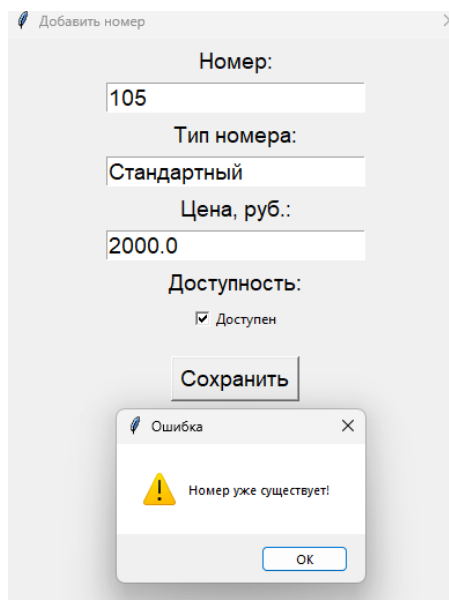 Добавить номер
Номер:
105
Тип номера:
Стандартный
Цена, руб.:
2000.0
Доступность:
Доступен
Сохранить
Ошибка
Номер уже существует!
ОК